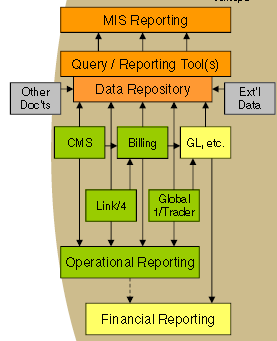 MIS Reporting
Query / Reporting Tool(s)
Data Repository
Other
Doc'ts
Ext'l
Data
CMS
Billing
GL, etc.
Link/4
Global
1/Trader
Operational Reporting
Financial Reporting